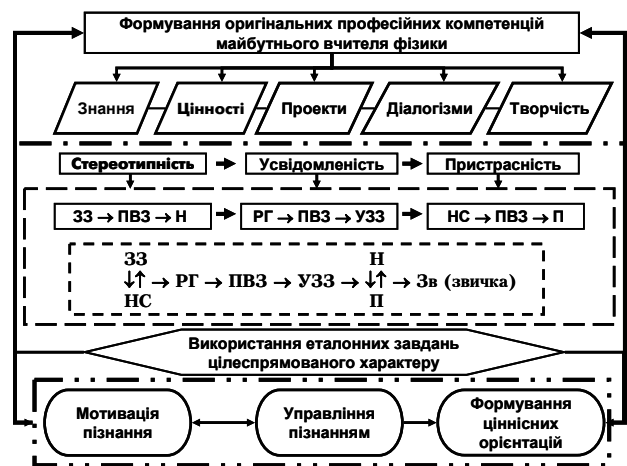 Формування оригінальних професійних компетенцій
майбутнього вчителя фізики
Знання Цінності Проекти Діалогізми Творчість
Стереотипність Усвідомленість Пристрасність
ЗЗ → ПВЗ → Н РГ → ПВЗ → УЗЗ НС → ПВЗ → П
ЗЗ Н
↓↑ → РГ → ПВЗ → УЗЗ → ↓↑ → Зв (звичка)
НС П
Використання еталонних завдань
цілеспрямованого характеру
Мотивація
пізнання
Управління
пізнанням
Формування
ціннісних
орієнтацій